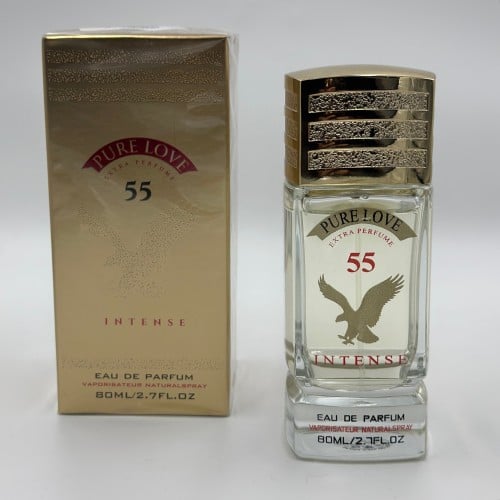 PURE LOVE
EXTRA PERFUME
55
INTENSE
EAU DE PARFUM
VAPORISATEUR NATURALSPRAY
80ML/2.7FL.OZ
PURE LOVE
EXTRA PERFUME
55
INTENSE
EAU DE PARFUM
VAPORISATEUR NATURALSPRAY
80ML/2.7FL.OZ